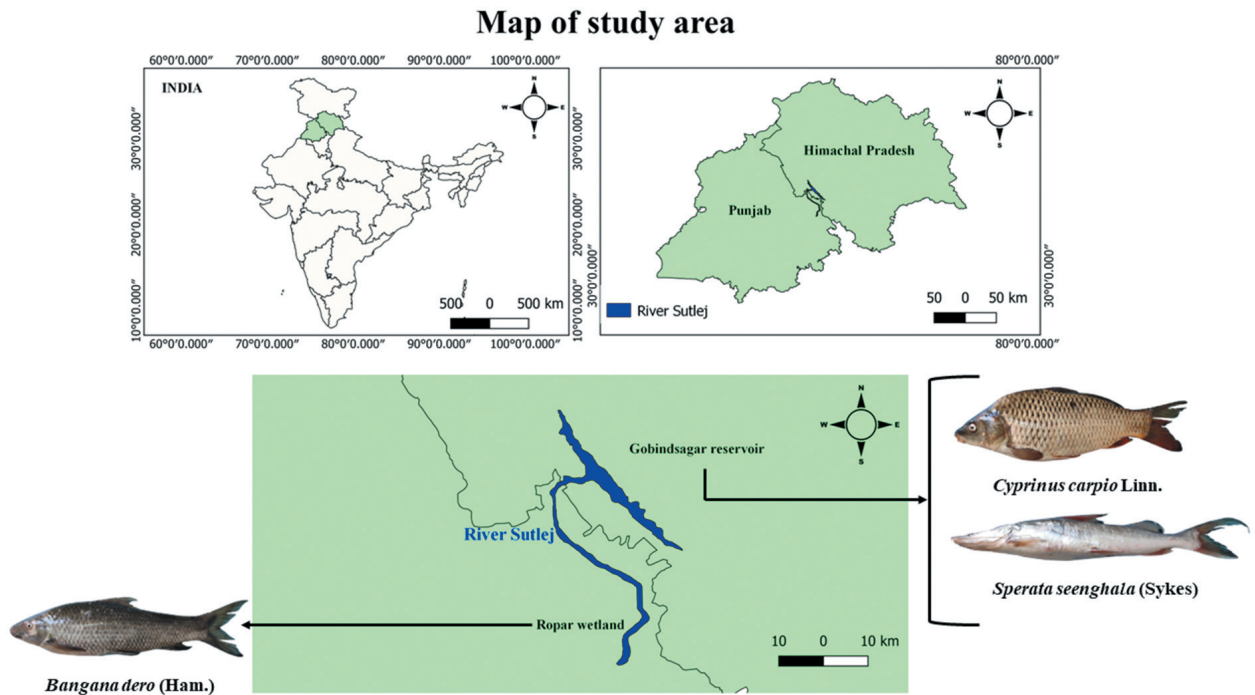 Map of study area
60°0'0.000" 70°0'0.000" 80°0'0.000" 90°0'0.000" 100°0'0.000"
INDIA
N
W E
S
30°0'0.000"
20°0'0.000"
10°0'0.000"
30°0'0.000"
20°0'0.000"
10°0'0.000"
500 0 500 km
60°0'0.000" 70°0'0.000" 80°0'0.000" 90°0'0.000" 100°0'0.000"
80°0'0.000"
N
W E
S
Himachal Pradesh
Punjab
30°0'0.000"
30°0'0.000"
River Sutlej
50 0 50 km
80°0'0.000"
N
W E
S
Gobindsagar reservoir
River Sutlej
Ropar wetland
10 0 10 km
Cyprinus carpio Linn.
Sperata seenghala (Sykes)
Bangana dero (Ham.)